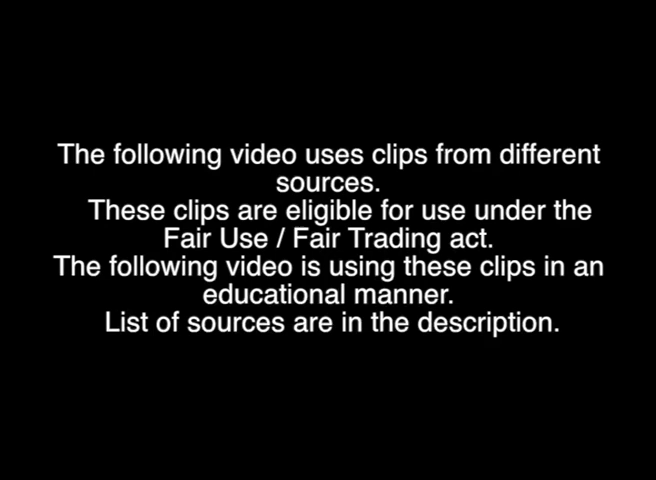 The following video uses clips from different
sources.
These clips are eligible for use under the
Fair Use / Fair Trading act.
The following video is using these clips in an
educational manner.
List of sources are in the description.